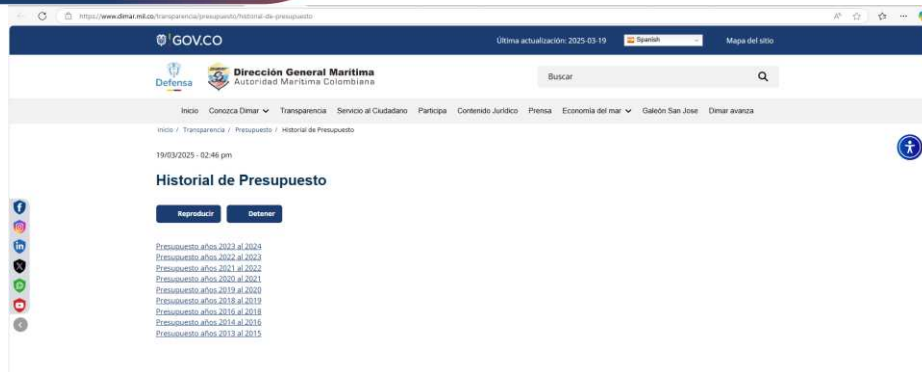 https://www.dimar.mil.co/transparencia/presupuesto/historial-de-presupuesto
GOV.CO
Última actualización: 2025-03-19
Spanish
Mapa del sitio
Defensa
Dirección General Marítima
Autoridad Marítima Colombiana
Buscar
Inicio Conozca Dimar Transparencia Servicio al Ciudadano Participa Contenido Jurídico Prensa Economía del mar Galeón San Jose Dimar avanza
Inicio / Transparencia / Presupuesto / Historial de Presupuesto
19/03/2025 - 02:46 pm
Historial de Presupuesto
Reproducir Detener
Presupuesto años 2023 al 2024
Presupuesto años 2022 al 2023
Presupuesto años 2021 al 2022
Presupuesto años 2020 al 2021
Presupuesto años 2019 al 2020
Presupuesto años 2018 al 2019
Presupuesto años 2016 al 2018
Presupuesto años 2014 al 2016
Presupuesto años 2013 al 2015